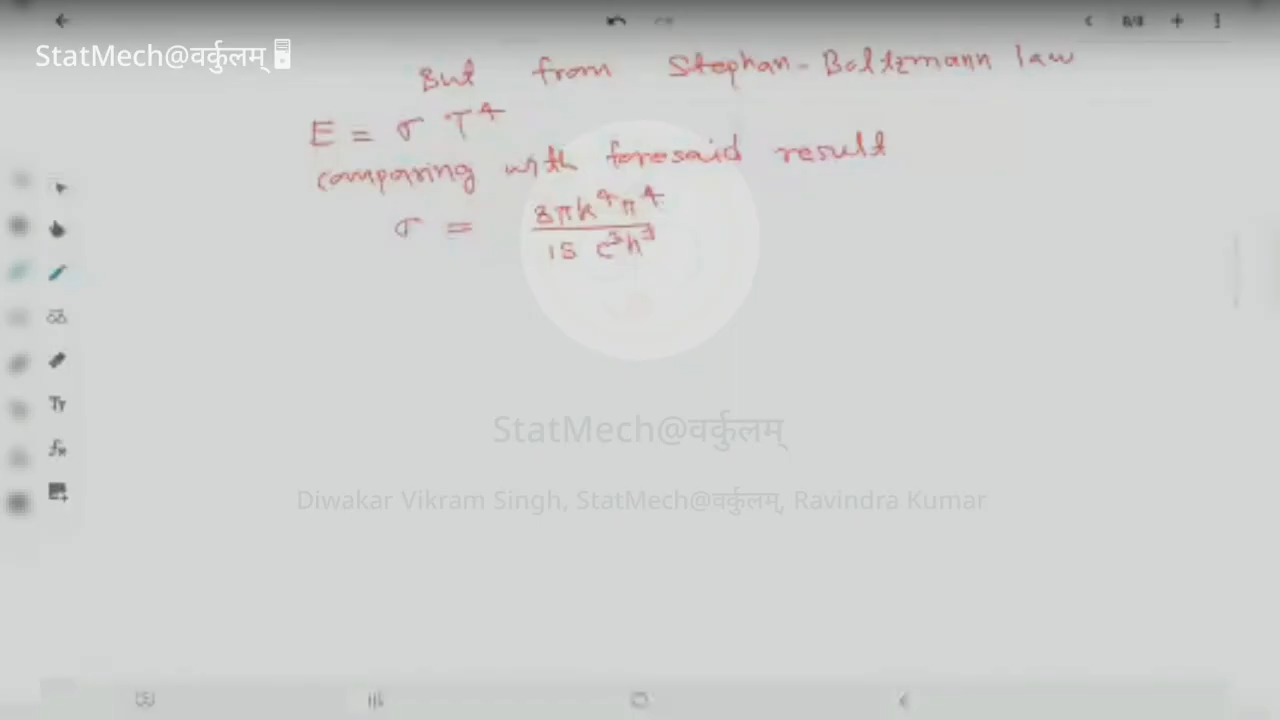 StatMech@वर्कुलम्
But from Stephan-Boltzmann law
E = σ T⁴
comparing with foresaid result
σ = 8πk⁴π⁴ / 15 c³h³
StatMech@वर्कुलम्
Diwakar Vikram Singh, StatMech@वर्कुलम्, Ravindra Kumar